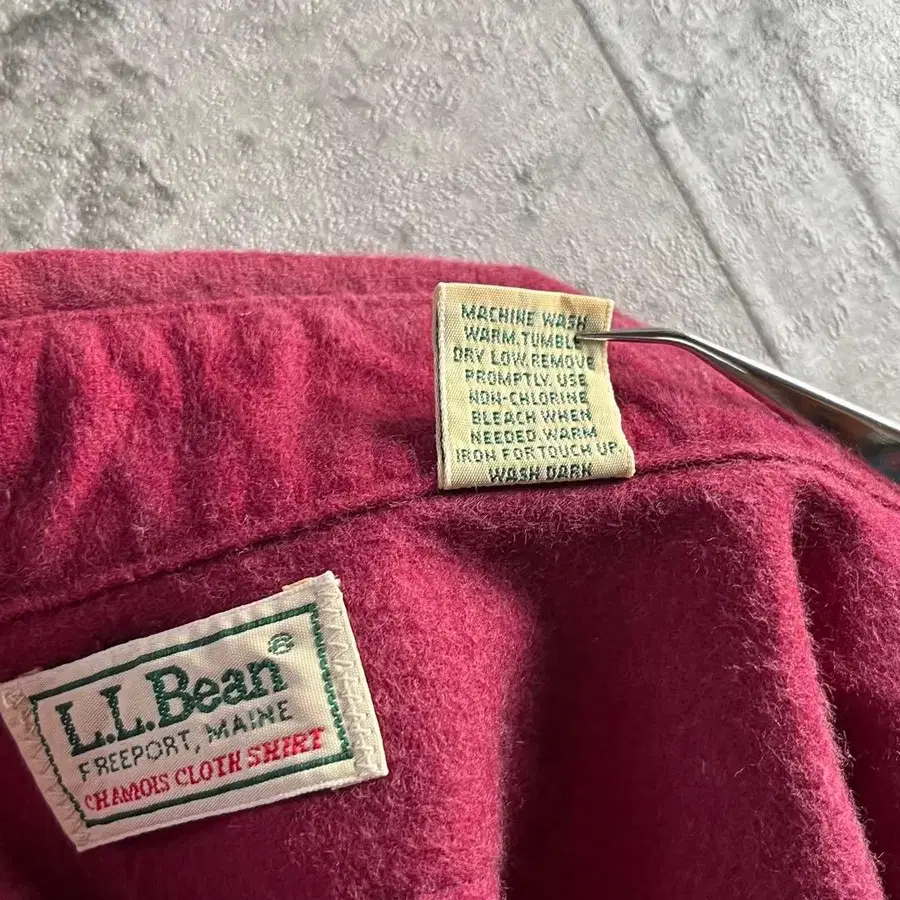 MACHINE WASH
WARM.TUMBLE
DRY LOW.REMOVE
PROMPTLY. USE
NON-CHLORINE
BLEACH WHEN
NEEDED.WARM
IRON FOR TOUCH UP.
WASH DARK
L.L.Bean®
FREEPORT, MAINE
CHAMOIS CLOTH SHIRT